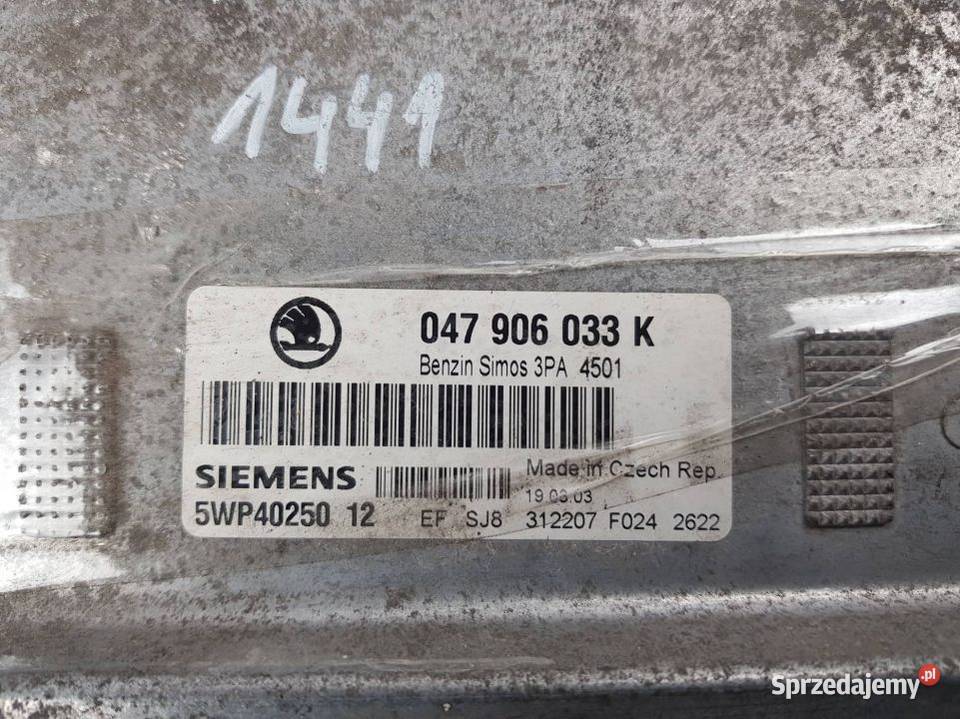 1441
047 906 033 K
Benzin Simos 3PA 4501
SIEMENS
Made in Czech Rep.
19.03.03
5WP40250 12 EF SJ8 312207 F024 2622
Sprzedajemy.pl